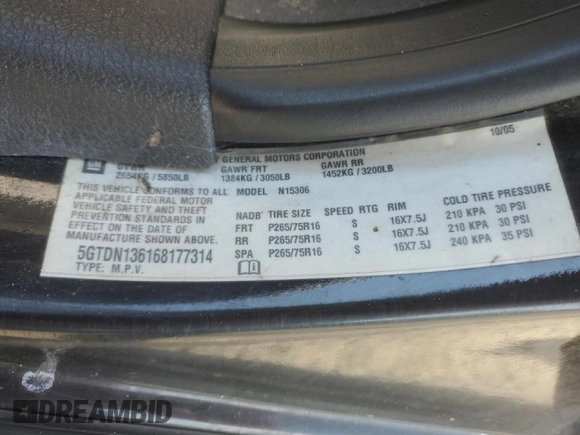 10/05
GM GENERAL MOTORS CORPORATION
GVWR GAWR FRT GAWR RR
2654KG / 5850LB 1384KG / 3050LB 1452KG / 3200LB
THIS VEHICLE CONFORMS TO ALL
APPLICABLE FEDERAL MOTOR
VEHICLE SAFETY AND THEFT
PREVENTION STANDARDS IN
EFFECT ON THE DATE OF
MANUFACTURE SHOWN ABOVE.
5GTDN136168177314
TYPE: M.P.V.
MODEL N15306
COLD TIRE PRESSURE
NADB TIRE SIZE SPEED RTG RIM
FRT P265/75R16 S 16X7.5J 210 KPA 30 PSI
RR P265/75R16 S 16X7.5J 210 KPA 30 PSI
SPA P265/75R16 S 16X7.5J 240 KPA 35 PSI
DREAMBID